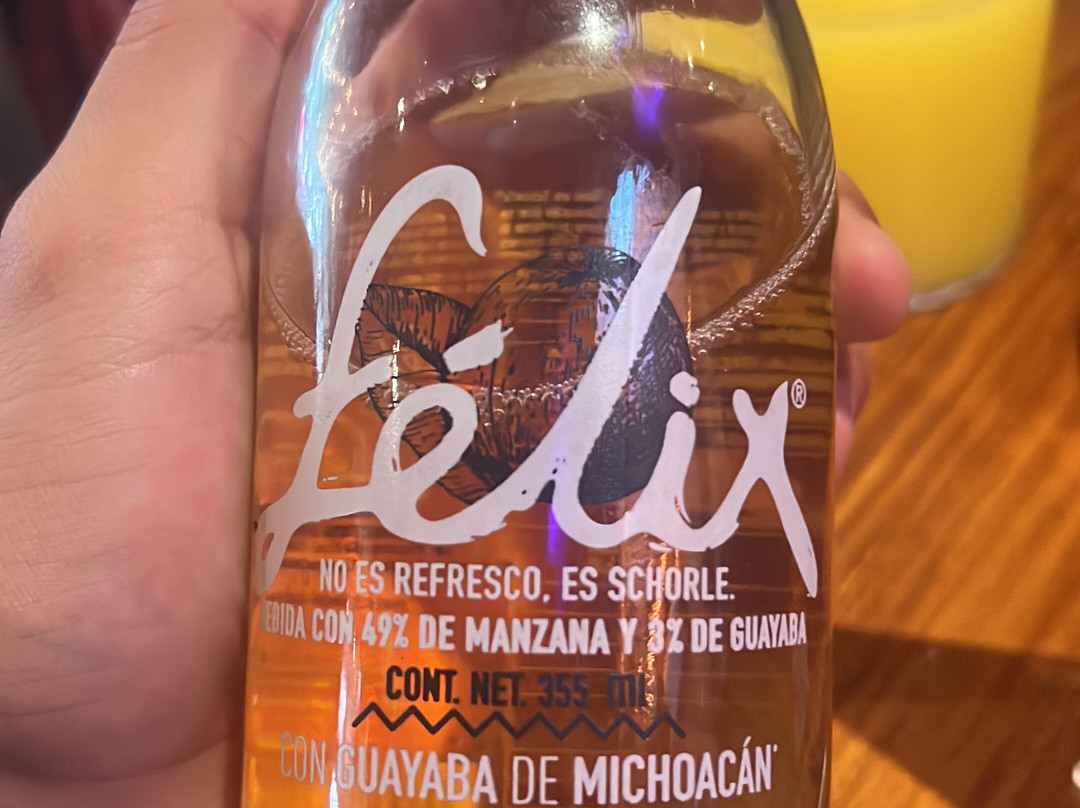 félix®
NO ES REFRESCO, ES SCHORLE.
BEBIDA CON 49% DE MANZANA Y 3% DE GUAYABA
CONT. NET. 355 ml
CON GUAYABA DE MICHOACÁN*